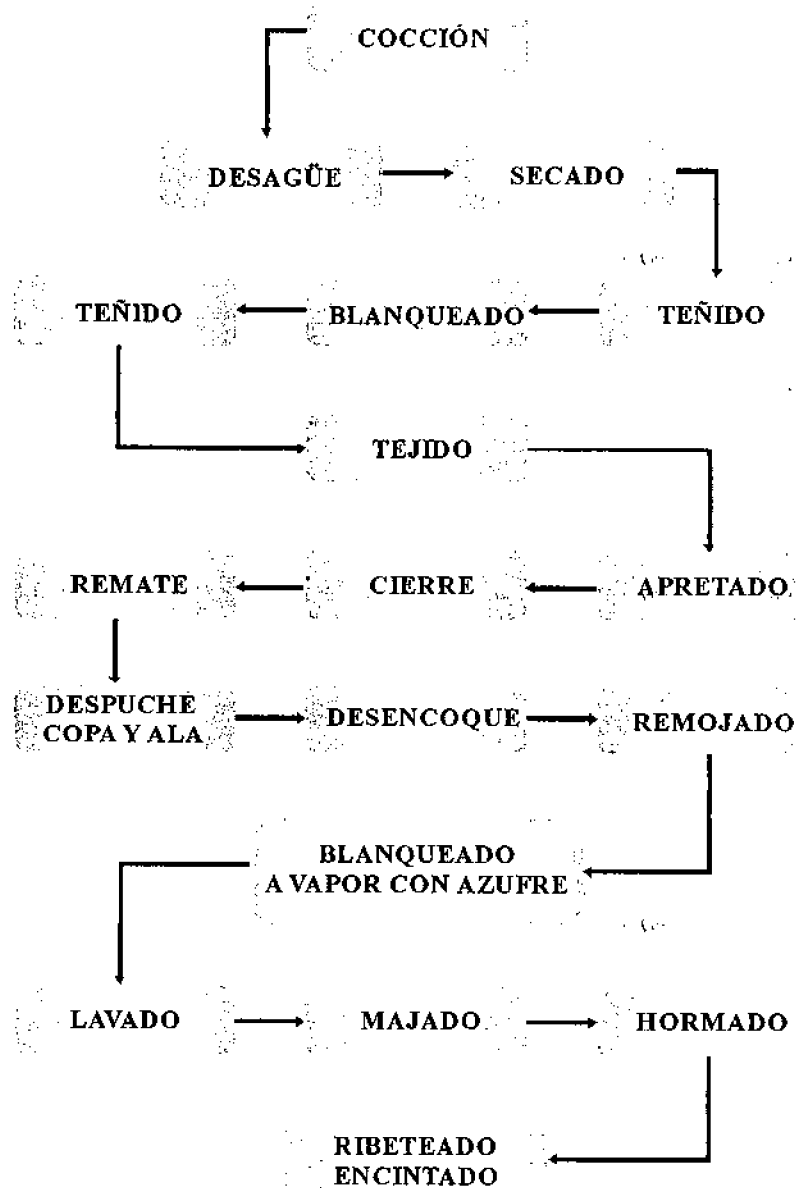 COCCIÓN
DESAGÜE
SECADO
TEÑIDO
BLANQUEADO
TEÑIDO
TEJIDO
APRETADO
CIERRE
REMATE
DESPUCHE
COPA Y ALA
DESENCOQUE
REMOJADO
BLANQUEADO
A VAPOR CON AZUFRE
LAVADO
MAJADO
HORMADO
RIBETEADO
ENCINTADO